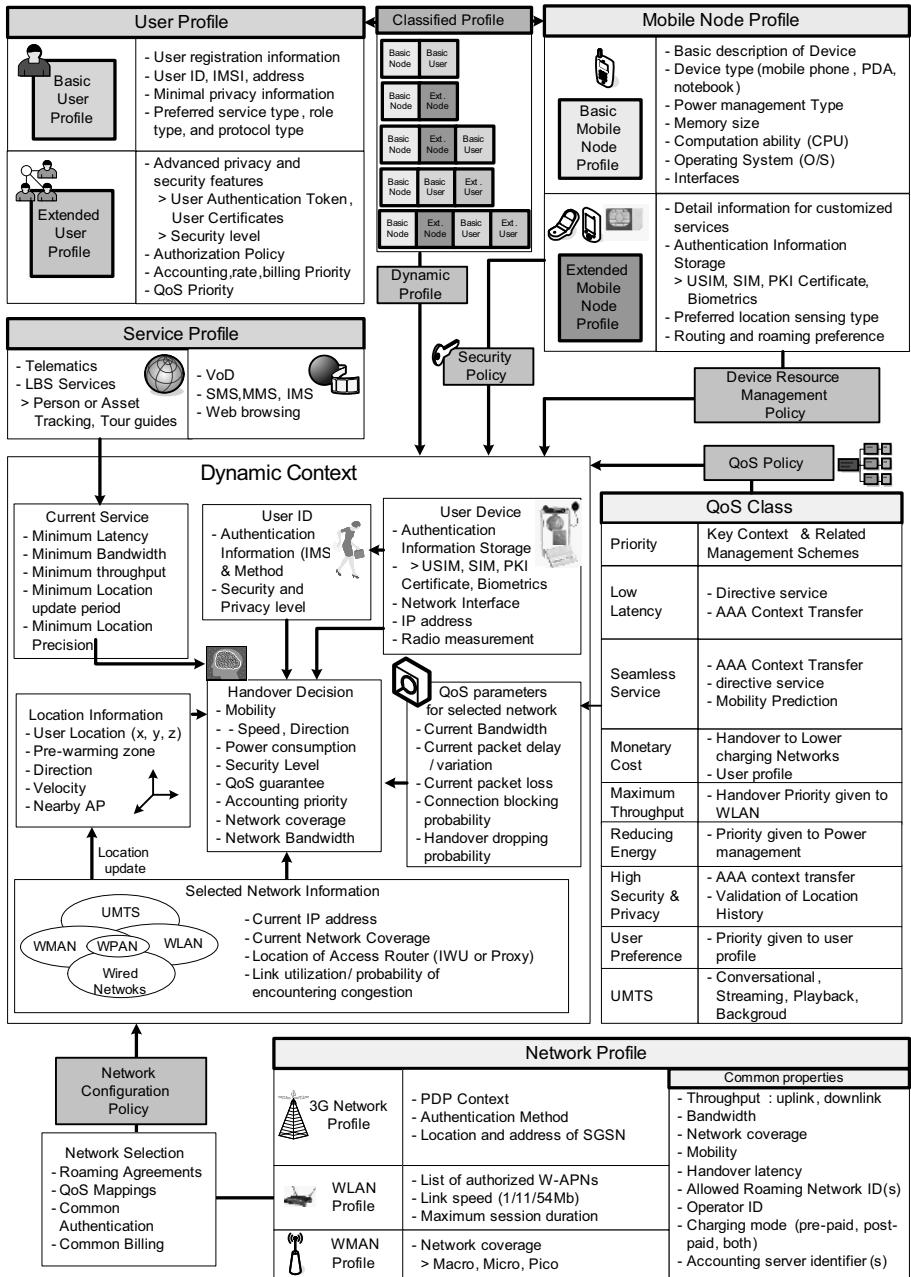 User Profile
Basic
User
Profile
- User registration information
- User ID, IMSI, address
- Minimal privacy information
- Preferred service type , role
type, and protocol type
Extended
User
Profile
- Advanced privacy and
security features
> User Authentication Token ,
User Certificates
> Security level
- Authorization Policy
- Accounting,rate,billing Priority
- QoS Priority
Classified Profile
Basic Node
Basic User
Basic Node
Ext. Node
Basic Node
Ext. Node
Basic User
Basic Node
Basic User
Ext. User
Basic Node
Ext. Node
Basic User
Ext. User
Dynamic
Profile
Mobile Node Profile
Basic
Mobile
Node
Profile
- Basic description of Device
- Device type (mobile phone , PDA,
notebook)
- Power management Type
- Memory size
- Computation ability (CPU)
- Operating System (O/S)
- Interfaces
Extended
Mobile
Node
Profile
- Detail information for customized
services
- Authentication Information
Storage
> USIM, SIM, PKI Certificate,
Biometrics
- Preferred location sensing type
- Routing and roaming preference
Service Profile
- Telematics
- LBS Services
> Person or Asset
Tracking, Tour guides
- VoD
- SMS,MMS, IMS
- Web browsing
Security
Policy
Device Resource
Management
Policy
QoS Policy
Dynamic Context
Current Service
- Minimum Latency
- Minimum Bandwidth
- Minimum throughput
- Minimum Location
update period
- Minimum Location
Precision
User ID
- Authentication
Information (IMS
& Method
- Security and
Privacy level
User Device
- Authentication
Information Storage
- > USIM, SIM, PKI
Certificate, Biometrics
- Network Interface
- IP address
- Radio measurement
Location Information
- User Location (x, y, z)
- Pre-warming zone
- Direction
- Velocity
- Nearby AP
Handover Decision
- Mobility
- - Speed, Direction
- Power consumption
- Security Level
- QoS guarantee
- Accounting priority
- Network coverage
- Network Bandwidth
QoS parameters
for selected network
- Current Bandwidth
- Current packet delay
/ variation
- Current packet loss
- Connection blocking
probability
- Handover dropping
probability
Location
update
Selected Network Information
UMTS
WMAN
WPAN
WLAN
Wired
Netwoks
- Current IP address
- Current Network Coverage
- Location of Access Router (IWU or Proxy)
- Link utilization/ probability of
encountering congestion
QoS Class
Priority
Key Context & Related
Management Schemes
Low
Latency
- Directive service
- AAA Context Transfer
Seamless
Service
- AAA Context Transfer
- directive service
- Mobility Prediction
Monetary
Cost
- Handover to Lower
charging Networks
- User profile
Maximum
Throughput
- Handover Priority given to
WLAN
Reducing
Energy
- Priority given to Power
management
High
Security &
Privacy
- AAA context transfer
- Validation of Location
History
User
Preference
- Priority given to user
profile
UMTS
- Conversational ,
Streaming, Playback,
Backgroud
Network
Configuration
Policy
Network Selection
- Roaming Agreements
- QoS Mappings
- Common
Authentication
- Common Billing
Network Profile
3G Network
Profile
- PDP Context
- Authentication Method
- Location and address of SGSN
WLAN
Profile
- List of authorized W-APNs
- Link speed (1/11/54Mb)
- Maximum session duration
WMAN
Profile
- Network coverage
> Macro, Micro, Pico
Common properties
- Throughput : uplink, downlink
- Bandwidth
- Network coverage
- Mobility
- Handover latency
- Allowed Roaming Network ID(s)
- Operator ID
- Charging mode (pre-paid, post-
paid, both)
- Accounting server identifier (s)